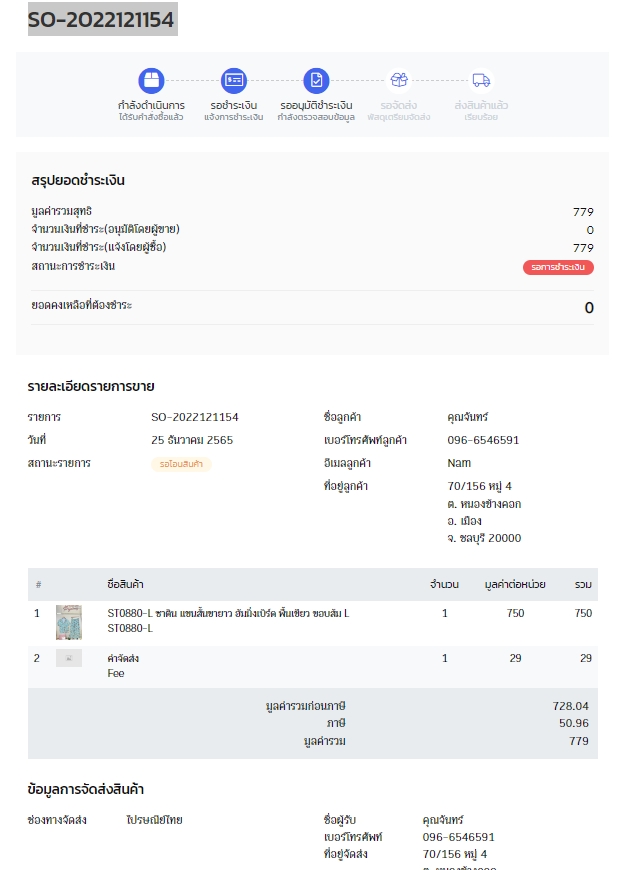 SO-2022121154
กำลังดำเนินการ รอชำระเงิน รออนุมัติชำระเงิน รอจัดส่ง ส่งสินค้าแล้ว
ได้รับคำสั่งซื้อแล้ว แจ้งการชำระเงิน กำลังตรวจสอบข้อมูล พัสดุเตรียมจัดส่ง เรียบร้อย
สรุปยอดชำระเงิน
มูลค่ารวมสุทธิ 779
จำนวนเงินที่ชำระ(อนุมัติโดยผู้ขาย) 0
จำนวนเงินที่ชำระ(แจ้งโดยผู้ซื้อ) 779
สถานะการชำระเงิน รอการชำระเงิน
ยอดคงเหลือที่ต้องชำระ 0
รายละเอียดรายการขาย
รายการ SO-2022121154 ชื่อลูกค้า คุณจันทร์
วันที่ 25 ธันวาคม 2565 เบอร์โทรศัพท์ลูกค้า 096-6546591
สถานะรายการ รอโอนสินค้า อีเมลลูกค้า Nam
ที่อยู่ลูกค้า 70/156 หมู่ 4
ต. หนองข้างคอก
อ. เมือง
จ. ชลบุรี 20000
# ชื่อสินค้า จำนวน มูลค่าต่อหน่วย รวม
1 ST0880-L ซาติน แขนสั้นขายาว ฮัมมิ่งเบิร์ด พื้นเขียว ขอบส้ม L 1 750 750
ST0880-L
2 ค่าจัดส่ง 1 29 29
Fee
มูลค่ารวมก่อนภาษี 728.04
ภาษี 50.96
มูลค่ารวม 779
ข้อมูลการจัดส่งสินค้า
ช่องทางจัดส่ง ไปรษณีย์ไทย ชื่อผู้รับ คุณจันทร์
เบอร์โทรศัพท์ 096-6546591
ที่อยู่จัดส่ง 70/156 หมู่ 4